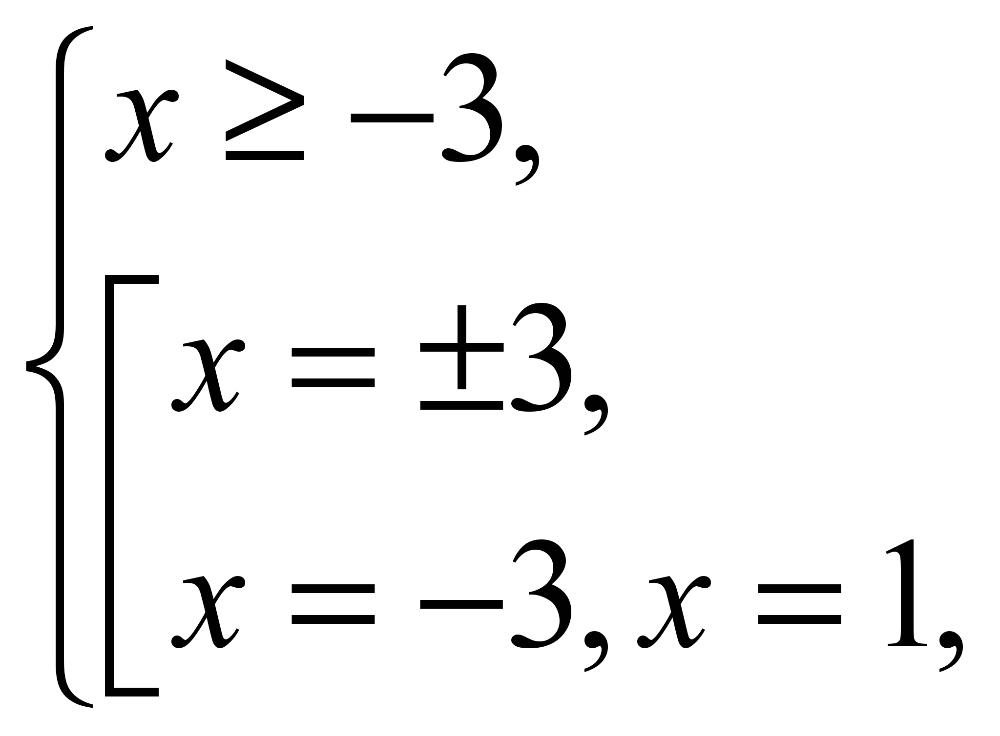 x ≥ −3,
x = ±3,
x = −3, x = 1,